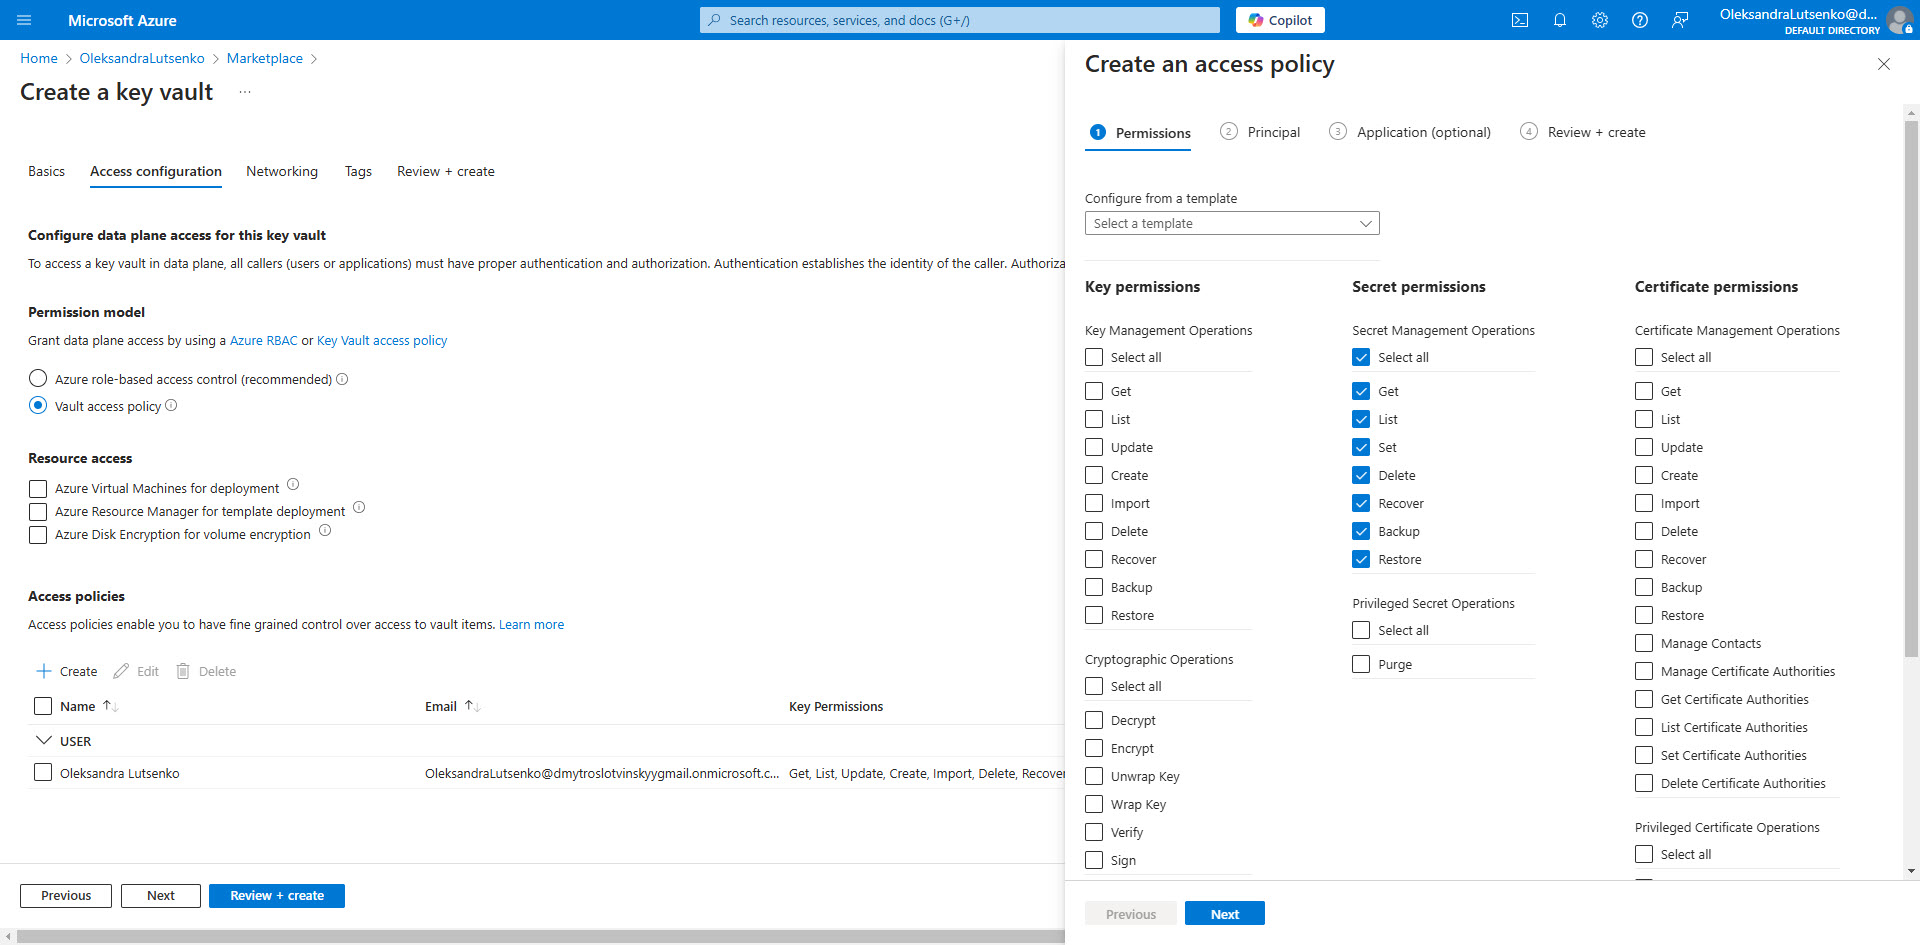 Microsoft Azure
Search resources, services, and docs (G+/)
Copilot
OleksandraLutsenko@d...
DEFAULT DIRECTORY
Home > OleksandraLutsenko > Marketplace >
Create a key vault ...
Basics
Access configuration
Networking
Tags
Review + create
Configure data plane access for this key vault
To access a key vault in data plane, all callers (users or applications) must have proper authentication and authorization. Authentication establishes the identity of the caller. Authoriza
Permission model
Grant data plane access by using a Azure RBAC or Key Vault access policy
Azure role-based access control (recommended)
Vault access policy
Resource access
Azure Virtual Machines for deployment
Azure Resource Manager for template deployment
Azure Disk Encryption for volume encryption
Access policies
Access policies enable you to have fine grained control over access to vault items. Learn more
+ Create
Edit
Delete
Name
Email
Key Permissions
USER
Oleksandra Lutsenko
OleksandraLutsenko@dmytroslotvinskyygmail.onmicrosoft.c...
Get, List, Update, Create, Import, Delete, Recover
Previous
Next
Review + create
Create an access policy
1 Permissions
2 Principal
3 Application (optional)
4 Review + create
Configure from a template
Select a template
Key permissions
Key Management Operations
Select all
Get
List
Update
Create
Import
Delete
Recover
Backup
Restore
Cryptographic Operations
Select all
Decrypt
Encrypt
Unwrap Key
Wrap Key
Verify
Sign
Secret permissions
Secret Management Operations
Select all
Get
List
Set
Delete
Recover
Backup
Restore
Privileged Secret Operations
Select all
Purge
Certificate permissions
Certificate Management Operations
Select all
Get
List
Update
Create
Import
Delete
Recover
Backup
Restore
Manage Contacts
Manage Certificate Authorities
Get Certificate Authorities
List Certificate Authorities
Set Certificate Authorities
Delete Certificate Authorities
Privileged Certificate Operations
Select all
Previous
Next